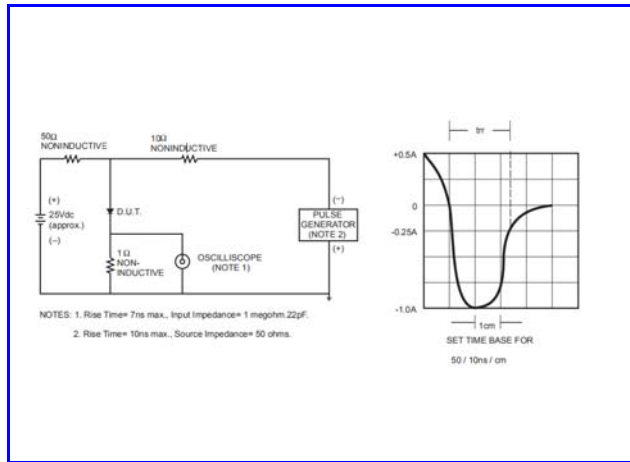 50Ω
NONINDUCTIVE
10Ω
NONINDUCTIVE
(+)
25Vdc
(approx.)
(−)
D.U.T.
1Ω
NON-
INDUCTIVE
OSCILLISCOPE
(NOTE 1)
(−)
PULSE
GENERATOR
(NOTE 2)
(+)
NOTES: 1. Rise Time= 7ns max., Input Impedance= 1 megohm.22pF.
2. Rise Time= 10ns max., Source Impedance= 50 ohms.
trr
+0.5A
0
-0.25A
-1.0A
1cm
SET TIME BASE FOR
50 / 10ns / cm